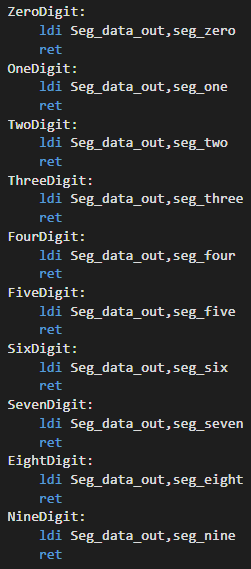 ZeroDigit:
    ldi Seg_data_out,seg_zero
    ret
OneDigit:
    ldi Seg_data_out,seg_one
    ret
TwoDigit:
    ldi Seg_data_out,seg_two
    ret
ThreeDigit:
    ldi Seg_data_out,seg_three
    ret
FourDigit:
    ldi Seg_data_out,seg_four
    ret
FiveDigit:
    ldi Seg_data_out,seg_five
    ret
SixDigit:
    ldi Seg_data_out,seg_six
    ret
SevenDigit:
    ldi Seg_data_out,seg_seven
    ret
EightDigit:
    ldi Seg_data_out,seg_eight
    ret
NineDigit:
    ldi Seg_data_out,seg_nine
    ret